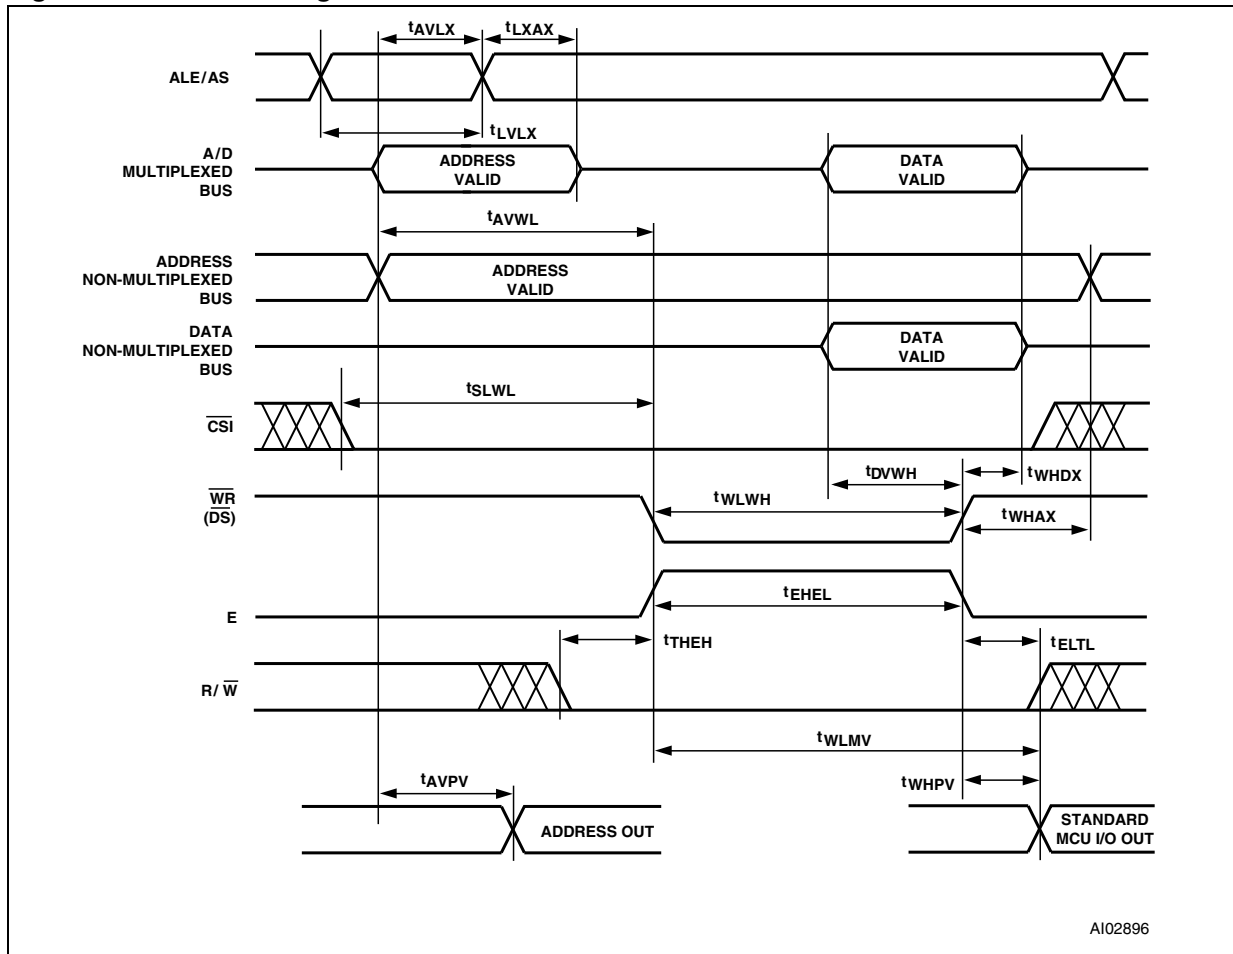 tAVLX
tLXAX
ALE/AS
tLVLX
A/D
MULTIPLEXED
BUS
ADDRESS
VALID
DATA
VALID
tAVWL
ADDRESS
NON-MULTIPLEXED
BUS
ADDRESS
VALID
DATA
NON-MULTIPLEXED
BUS
DATA
VALID
tSLWL
CSI
tDVWH
tWHDX
WR
(DS)
tWLWH
tWHAX
tEHEL
E
tTHEH
tELTL
R/W
tWLMV
tAVPV
tWHPV
ADDRESS OUT
STANDARD
MCU I/O OUT
AI02896